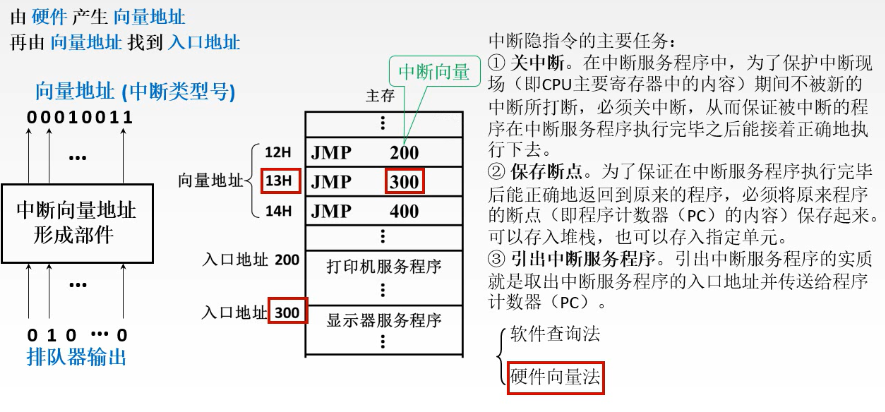 由 硬件 产生 向量地址
再由 向量地址 找到 入口地址
向量地址 (中断类型号)
00010011
...
中断向量地址
形成部件
...
0 1 0 ... 0
排队器输出
中断向量
主存
⋮
12H JMP 200
向量地址 13H JMP 300
14H JMP 400
⋮
入口地址 200
打印机服务程序
⋮
入口地址 300
显示器服务程序
⋮
中断隐指令的主要任务：
① 关中断。在中断服务程序中，为了保护中断现
场（即CPU主要寄存器中的内容）期间不被新的
中断所打断，必须关中断，从而保证被中断的程
序在中断服务程序执行完毕之后能接着正确地执
行下去。
② 保存断点。为了保证在中断服务程序执行完毕
后能正确地返回到原来的程序，必须将原来程序
的断点（即程序计数器（PC）的内容）保存起来。
可以存入堆栈，也可以存入指定单元。
③ 引出中断服务程序。引出中断服务程序的实质
就是取出中断服务程序的入口地址并传送给程序
计数器（PC）。
软件查询法
硬件向量法